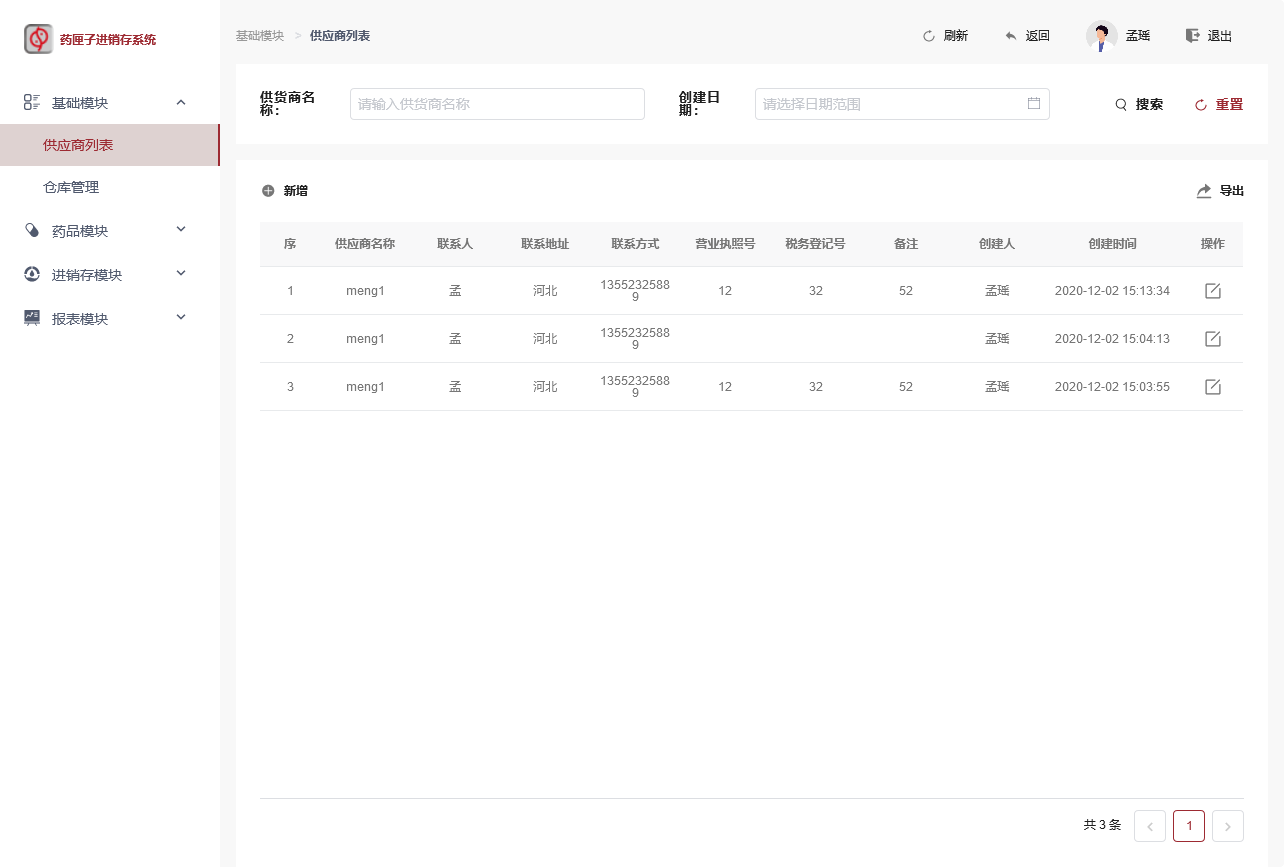 药匣子进销存系统
基础模块
供应商列表
仓库管理
药品模块
进销存模块
报表模块
基础模块 > 供应商列表
刷新 返回 孟瑶 退出
供货商名
称：
请输入供货商名称
创建日
期：
请选择日期范围
搜索 重置
新增
导出
序 供应商名称 联系人 联系地址 联系方式 营业执照号 税务登记号 备注 创建人 创建时间 操作
1 meng1 孟 河北 1355232588
9 12 32 52 孟瑶 2020-12-02 15:13:34
2 meng1 孟 河北 1355232588
9 孟瑶 2020-12-02 15:04:13
3 meng1 孟 河北 1355232588
9 12 32 52 孟瑶 2020-12-02 15:03:55
共 3 条 < 1 >